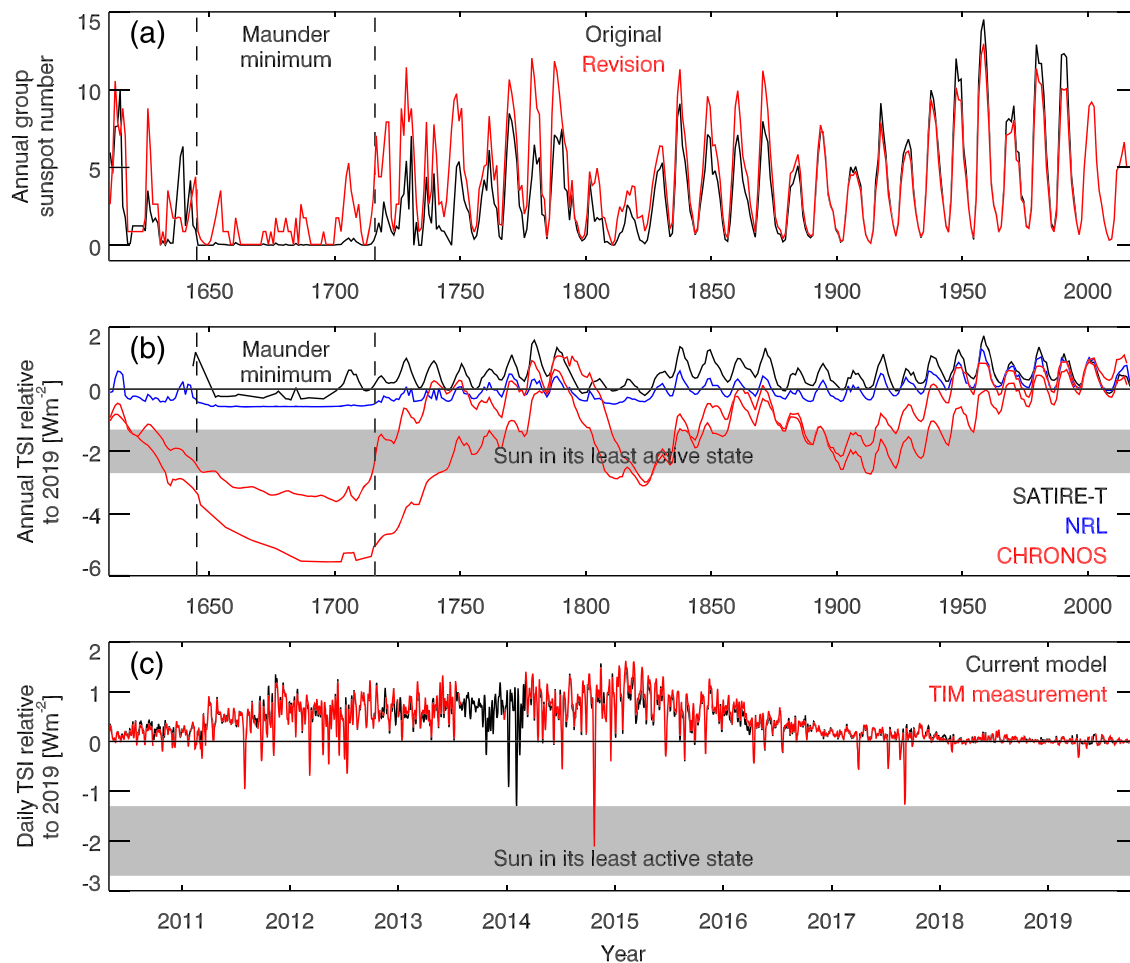 (a)
Maunder
minimum
Original
Revision
Annual group
sunspot number
15
10
5
0
1650 1700 1750 1800 1850 1900 1950 2000
(b)
Maunder
minimum
Annual TSI relative
to 2019 [Wm-2]
2
0
-2
-4
-6
Sun in its least active state
SATIRE-T
NRL
CHRONOS
1650 1700 1750 1800 1850 1900 1950 2000
(c)
Current model
TIM measurement
Daily TSI relative
to 2019 [Wm-2]
2
1
0
-1
-2
-3
Sun in its least active state
2011 2012 2013 2014 2015 2016 2017 2018 2019
Year